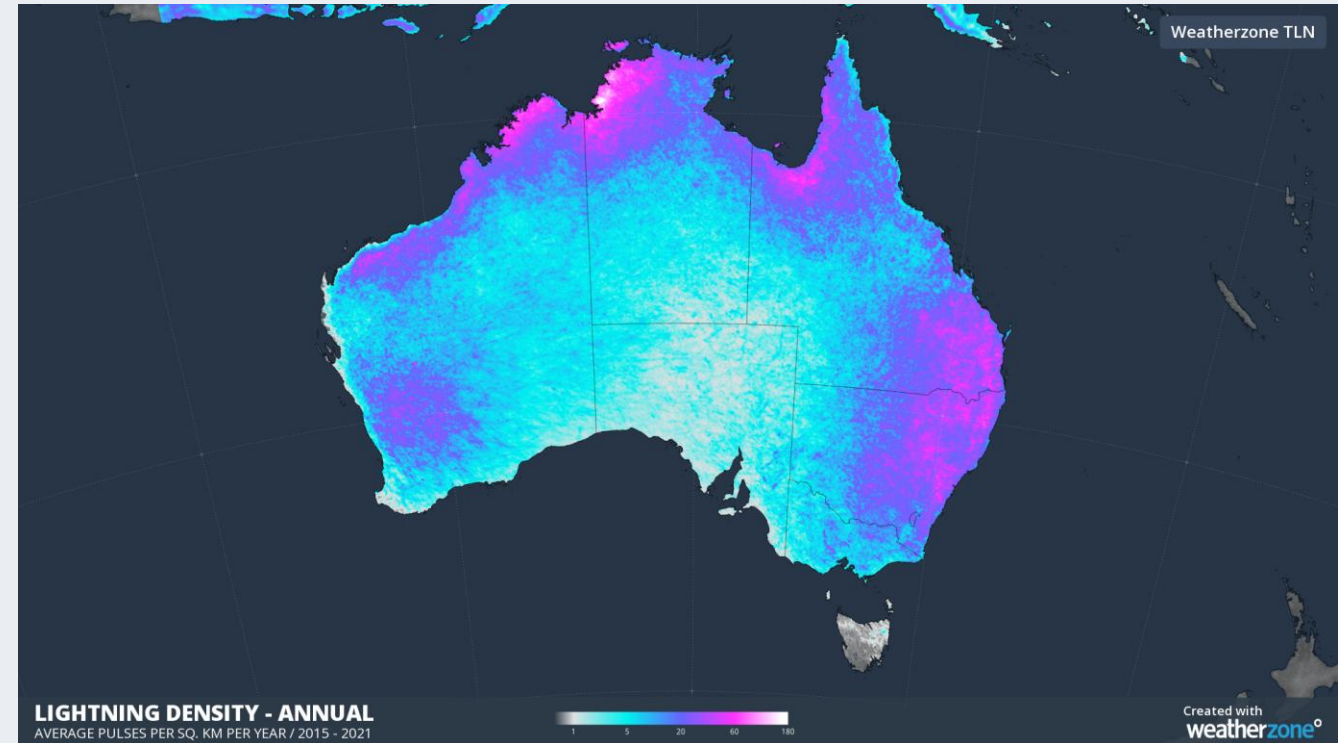 Weatherzone TLN
LIGHTNING DENSITY - ANNUAL
AVERAGE PULSES PER SQ. KM PER YEAR / 2015 - 2021
1 5 20 60 180
Created with
weatherzone°